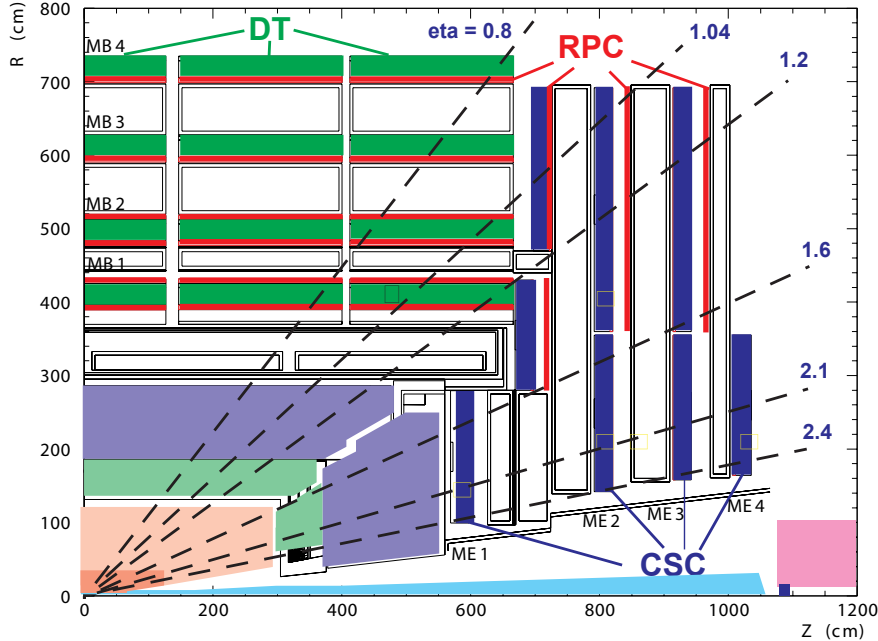 R (cm)
800
700
600
500
400
300
200
100
0
0 200 400 600 800 1000 1200
Z (cm)
MB 4
MB 3
MB 2
MB 1
DT
eta = 0.8
1.04
RPC
1.2
1.6
2.1
2.4
ME 1
ME 2
ME 3
ME 4
CSC